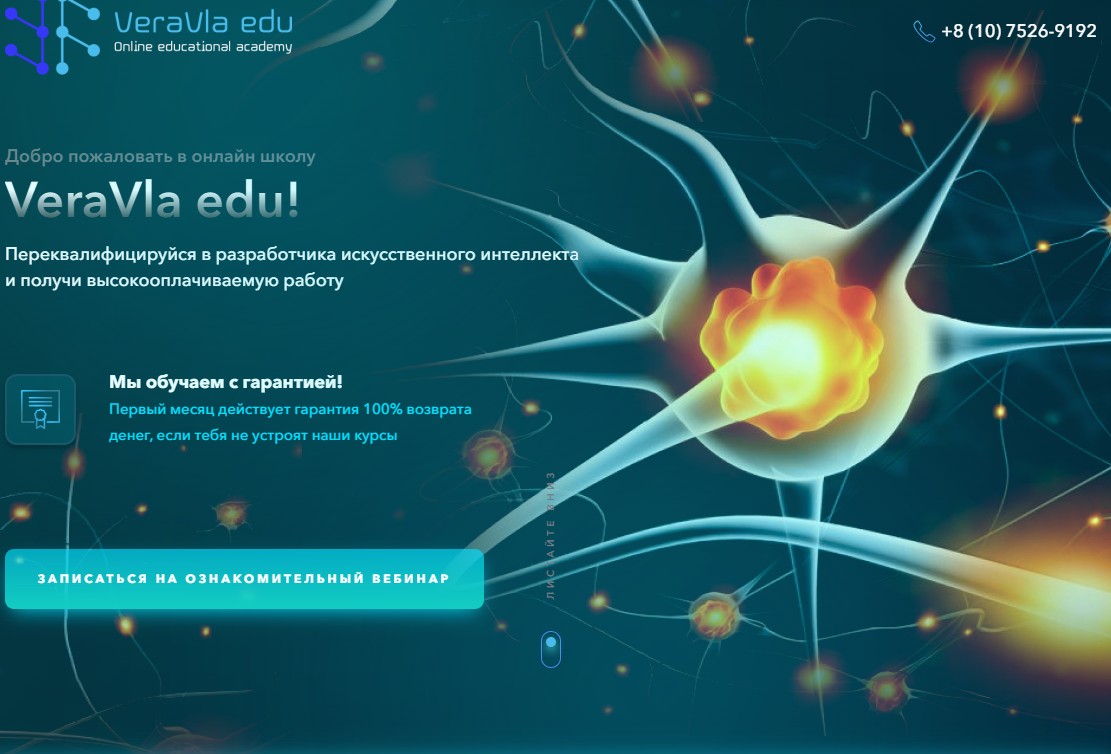 VeraVla edu
Online educational academy
+8 (10) 7526-9192
Добро пожаловать в онлайн школу
VeraVla edu!
Переквалифицируйся в разработчика искусственного интеллекта
и получи высокооплачиваемую работу
Мы обучаем с гарантией!
Первый месяц действует гарантия 100% возврата
денег, если тебя не устроят наши курсы
ЛИСТАЙТЕ ВНИЗ
ЗАПИСАТЬСЯ НА ОЗНАКОМИТЕЛЬНЫЙ ВЕБИНАР